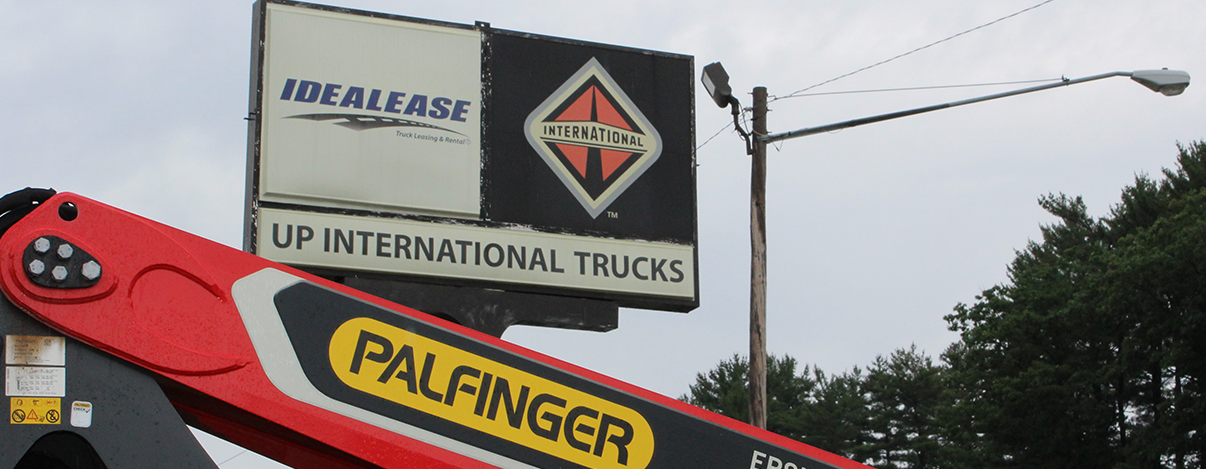 IDEALEASE
Truck Leasing & Rental®
INTERNATIONAL
TM
UP INTERNATIONAL TRUCKS
PALFINGER